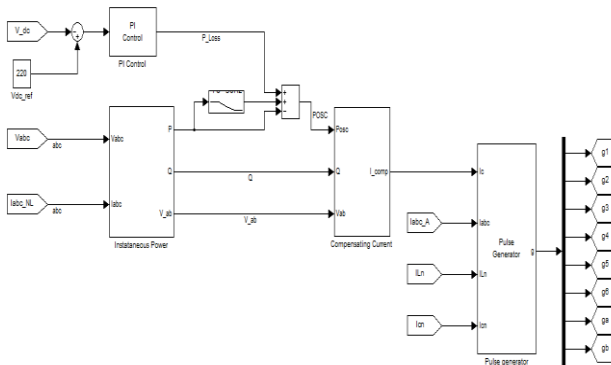 V_dc
PI
Control
PI Control
P_Loss
220
Vdc_ref
Vabc
abc
Iabc_NL
abc
Vabc
Iabc
P
Q
V_ab
Instataneous Power
Q
V_ab
POSC
Posc
Q
Vab
I_comp
Compensating Current
Iabc_A
ILn
Icn
Ic
Iabc
ILn
Icn
Pulse
Generator
g
Pulse generator
g1
g2
g3
g4
g5
g6
ga
gb